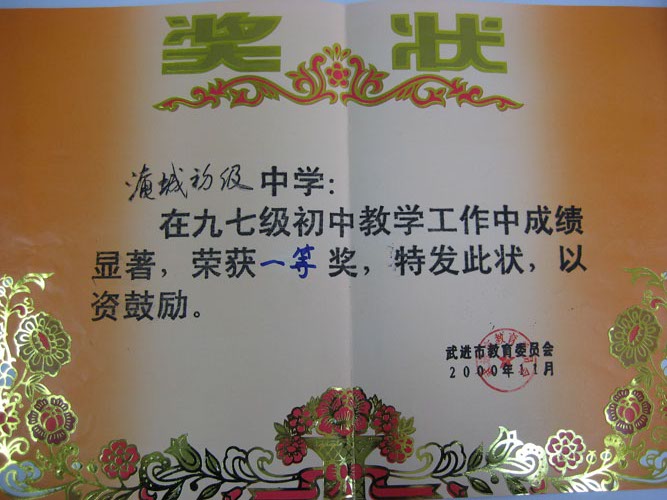 奖状
蒲城初级中学:
在九七级初中教学工作中成绩
显著，荣获一等奖，特发此状，以
资鼓励。
武进市教育委员会
2000年11月